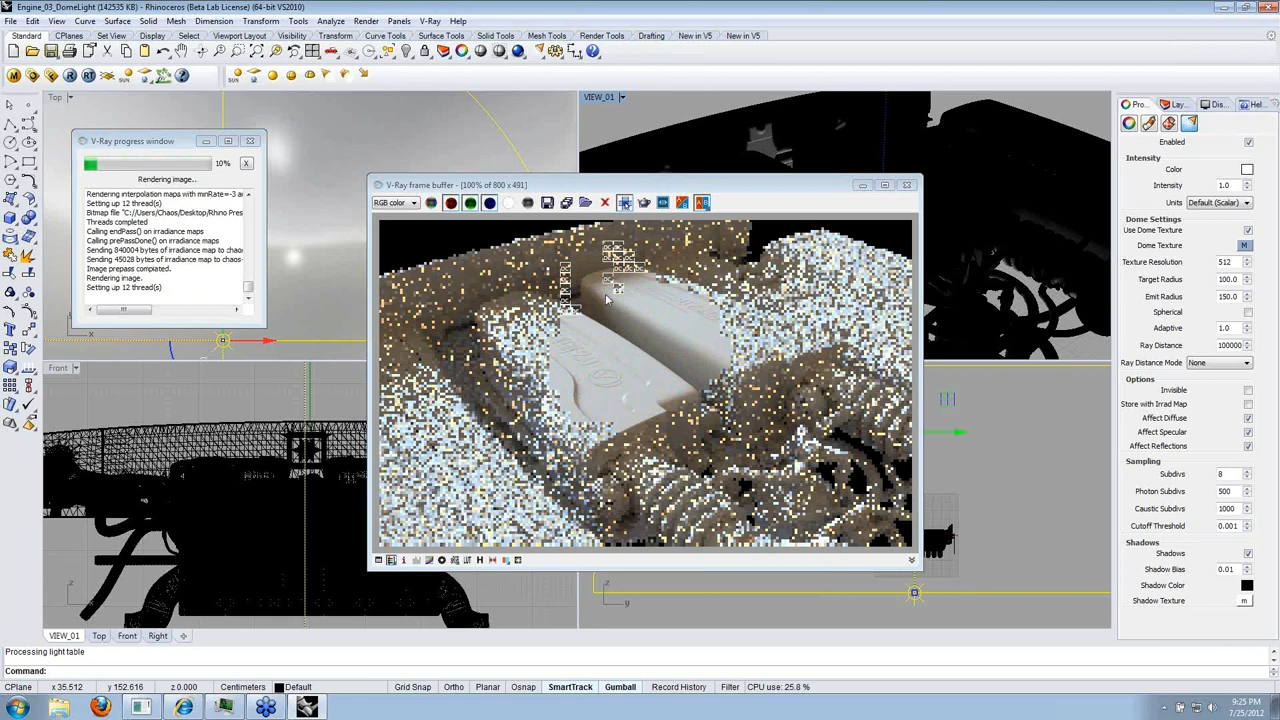 Engine_03_DomeLight (142535 KB) - Rhinoceros (Beta Lab License) (64-bit VS2010)
File Edit View Curve Surface Solid Mesh Dimension Transform Tools Analyze Render Panels V-Ray Help
Standard CPlanes Set View Display Select Viewport Layout Visibility Transform Curve Tools Surface Tools Solid Tools Mesh Tools Render Tools Drafting New in V5 New in V5
Top
VIEW_01
V-Ray progress window
10%
X
Rendering image..
Rendering interpolation maps with minRate=-3 ar
Setting up 12 thread(s)
Bitmap file "C:/Users/Chaos/Desktop/Rhno Pres
Threads completed
Calling endPass() on irradiance maps
Calling prePassDone() on irradiance maps
Sending 840004 bytes of irradiance map to chaos-
Sending 45028 bytes of irradiance map to chaos-
Image prepass completed.
Rendering image.
Setting up 12 thread(s)
x
V-Ray frame buffer - [100% of 800 x 491]
RGB color
Front
z
z
y
Pro... Lay... Dis... Hel
Enabled
Intensity
Color
Intensity 1.0
Units Default (Scalar)
Dome Settings
Use Dome Texture
Dome Texture M
Texture Resolution 512
Target Radius 100.0
Emit Radius 150.0
Spherical
Adaptive 1.0
Ray Distance 100000
Ray Distance Mode None
Options
Invisible
Store with Irrad Map
Affect Diffuse
Affect Specular
Affect Reflections
Sampling
Subdivs 8
Photon Subdivs 500
Caustic Subdivs 1000
Cutoff Threshold 0.001
Shadows
Shadows
Shadow Bias 0.01
Shadow Color
Shadow Texture m
VIEW_01 Top Front Right
Processing light table
Command:
CPlane x 35.512 y 152.616 z 0.000 Centimeters Default Grid Snap Ortho Planar Osnap SmartTrack Gumball Record History Filter CPU use: 25.8 %
9:25 PM
7/25/2012